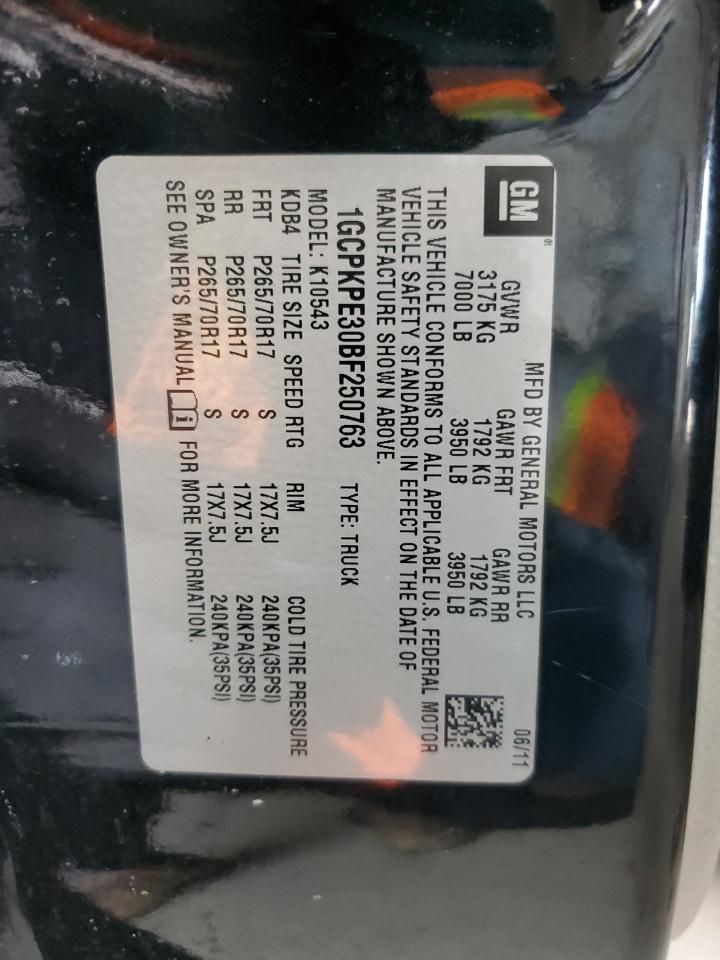 GM®
MFD BY GENERAL MOTORS LLC 06/11
GVWR GAWR FRT GAWR RR
3175 KG 1792 KG 1792 KG
7000 LB 3950 LB 3950 LB
THIS VEHICLE CONFORMS TO ALL APPLICABLE U.S. FEDERAL MOTOR
VEHICLE SAFETY STANDARDS IN EFFECT ON THE DATE OF
MANUFACTURE SHOWN ABOVE.
1GCPKPE30BF250763 TYPE: TRUCK
MODEL: K10543
KDB4 TIRE SIZE SPEED RTG RIM COLD TIRE PRESSURE
FRT P265/70R17 S 17X7.5J 240KPA(35PSI)
RR P265/70R17 S 17X7.5J 240KPA(35PSI)
SPA P265/70R17 S 17X7.5J 240KPA(35PSI)
SEE OWNER'S MANUAL FOR MORE INFORMATION.